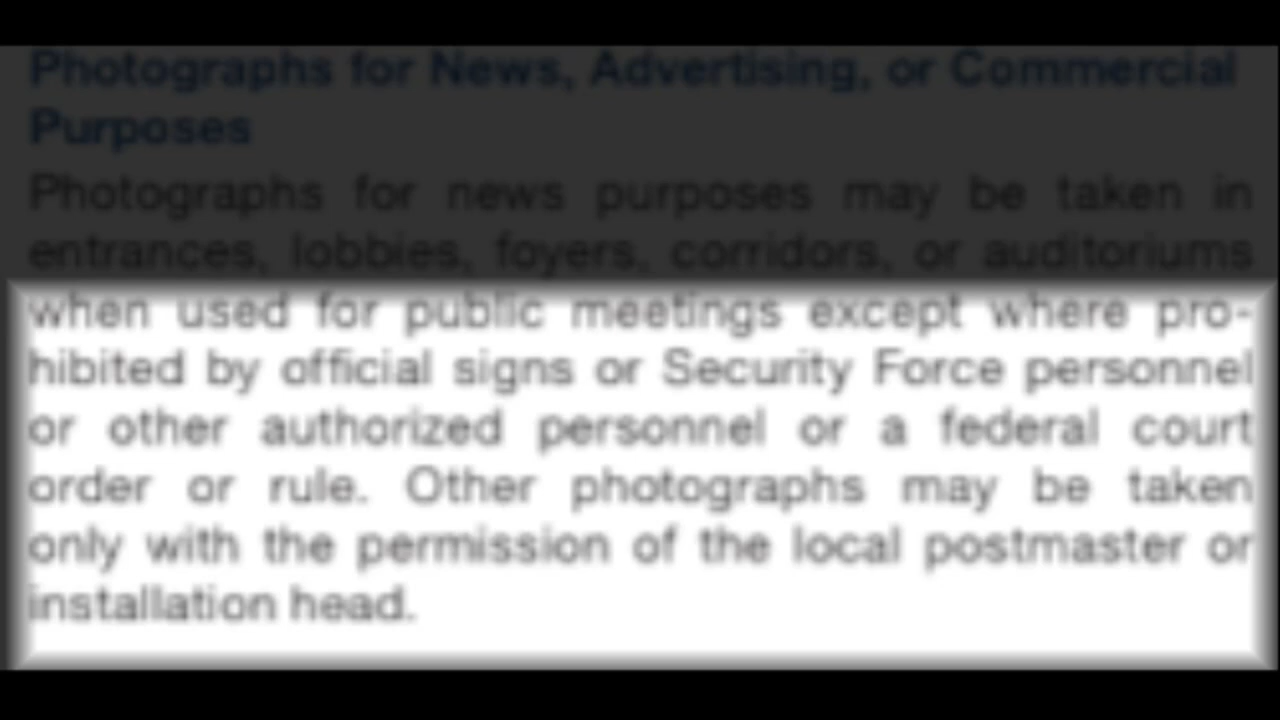 Photographs for News, Advertising, or Commercial
Purposes
Photographs for news purposes may be taken in
entrances, lobbies, foyers, corridors, or auditoriums
when used for public meetings except where pro-
hibited by official signs or Security Force personnel
or other authorized personnel or a federal court
order or rule. Other photographs may be taken
only with the permission of the local postmaster or
installation head.